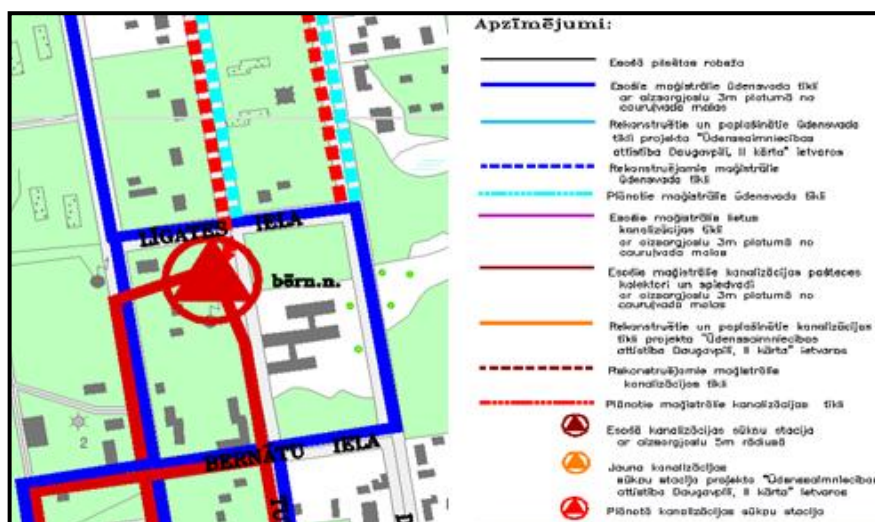 LĪGATES IELA
bērn.n.
2
BĒRNĀTU IELA
Apzīmējumi:
Esošā pilsētas robeža
Esošie maģistrālie ūdensvada tīkli
ar aizsargjoslu 3m platumā no
cauruļvada malas
Rekonstruētie un paplašinātie ūdensvada
tīkli projekta "Ūdenssaimniecības
attīstība Daugavpilī, II kārta" ietvaros
Rekonstruējamie maģistrālie
ūdensvada tīkli
Plānotie maģistrālie ūdensvada tīkli
Esošie maģistrālie lietus
kanalizācijas tīkli
ar aizsargjoslu 3m platumā no
cauruļvada malas
Esošie maģistrālie kanalizācijas pašteces
kolektori un spiedvadi
ar aizsargjoslu 3m platumā no
cauruļvada malas
Rekonstruētie un paplašinātie kanalizācijas
tīkli projekta "Ūdenssaimniecības
attīstība Daugavpilī, II kārta" ietvaros
Rekonstruējamie maģistrālie
kanalizācijas tīkli
Plānotie maģistrālie kanalizācijas tīkli
Esošā kanalizācijas sūkņu stacija
ar aizsargjoslu 5m rādiusā
Jauna kanalizācijas
sūkņu stacija projekta "Ūdenssaimniecības
attīstība Daugavpilī, II kārta" ietvaros
Plānotā kanalizācijas sūkņu stacija